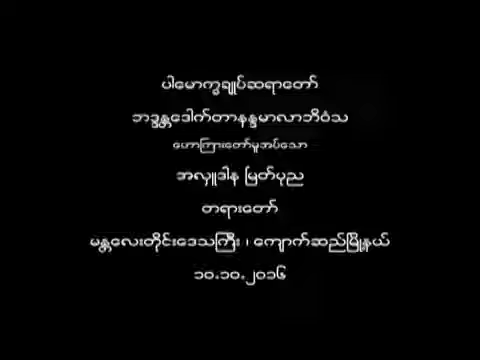 ပါမောက္ခချုပ်ဆရာတော်
ဘဒ္ဒန္တဒေါက်တာနန္ဒမာလာဘိဝံသ
ဟောကြားတော်မူအပ်သော
အလှူဒါန မြတ်ပုည
တရားတော်
မန္တလေးတိုင်းဒေသကြီး ၊ ကျောက်ဆည်မြို့နယ်
၁၀.၁၀.၂၀၁၆